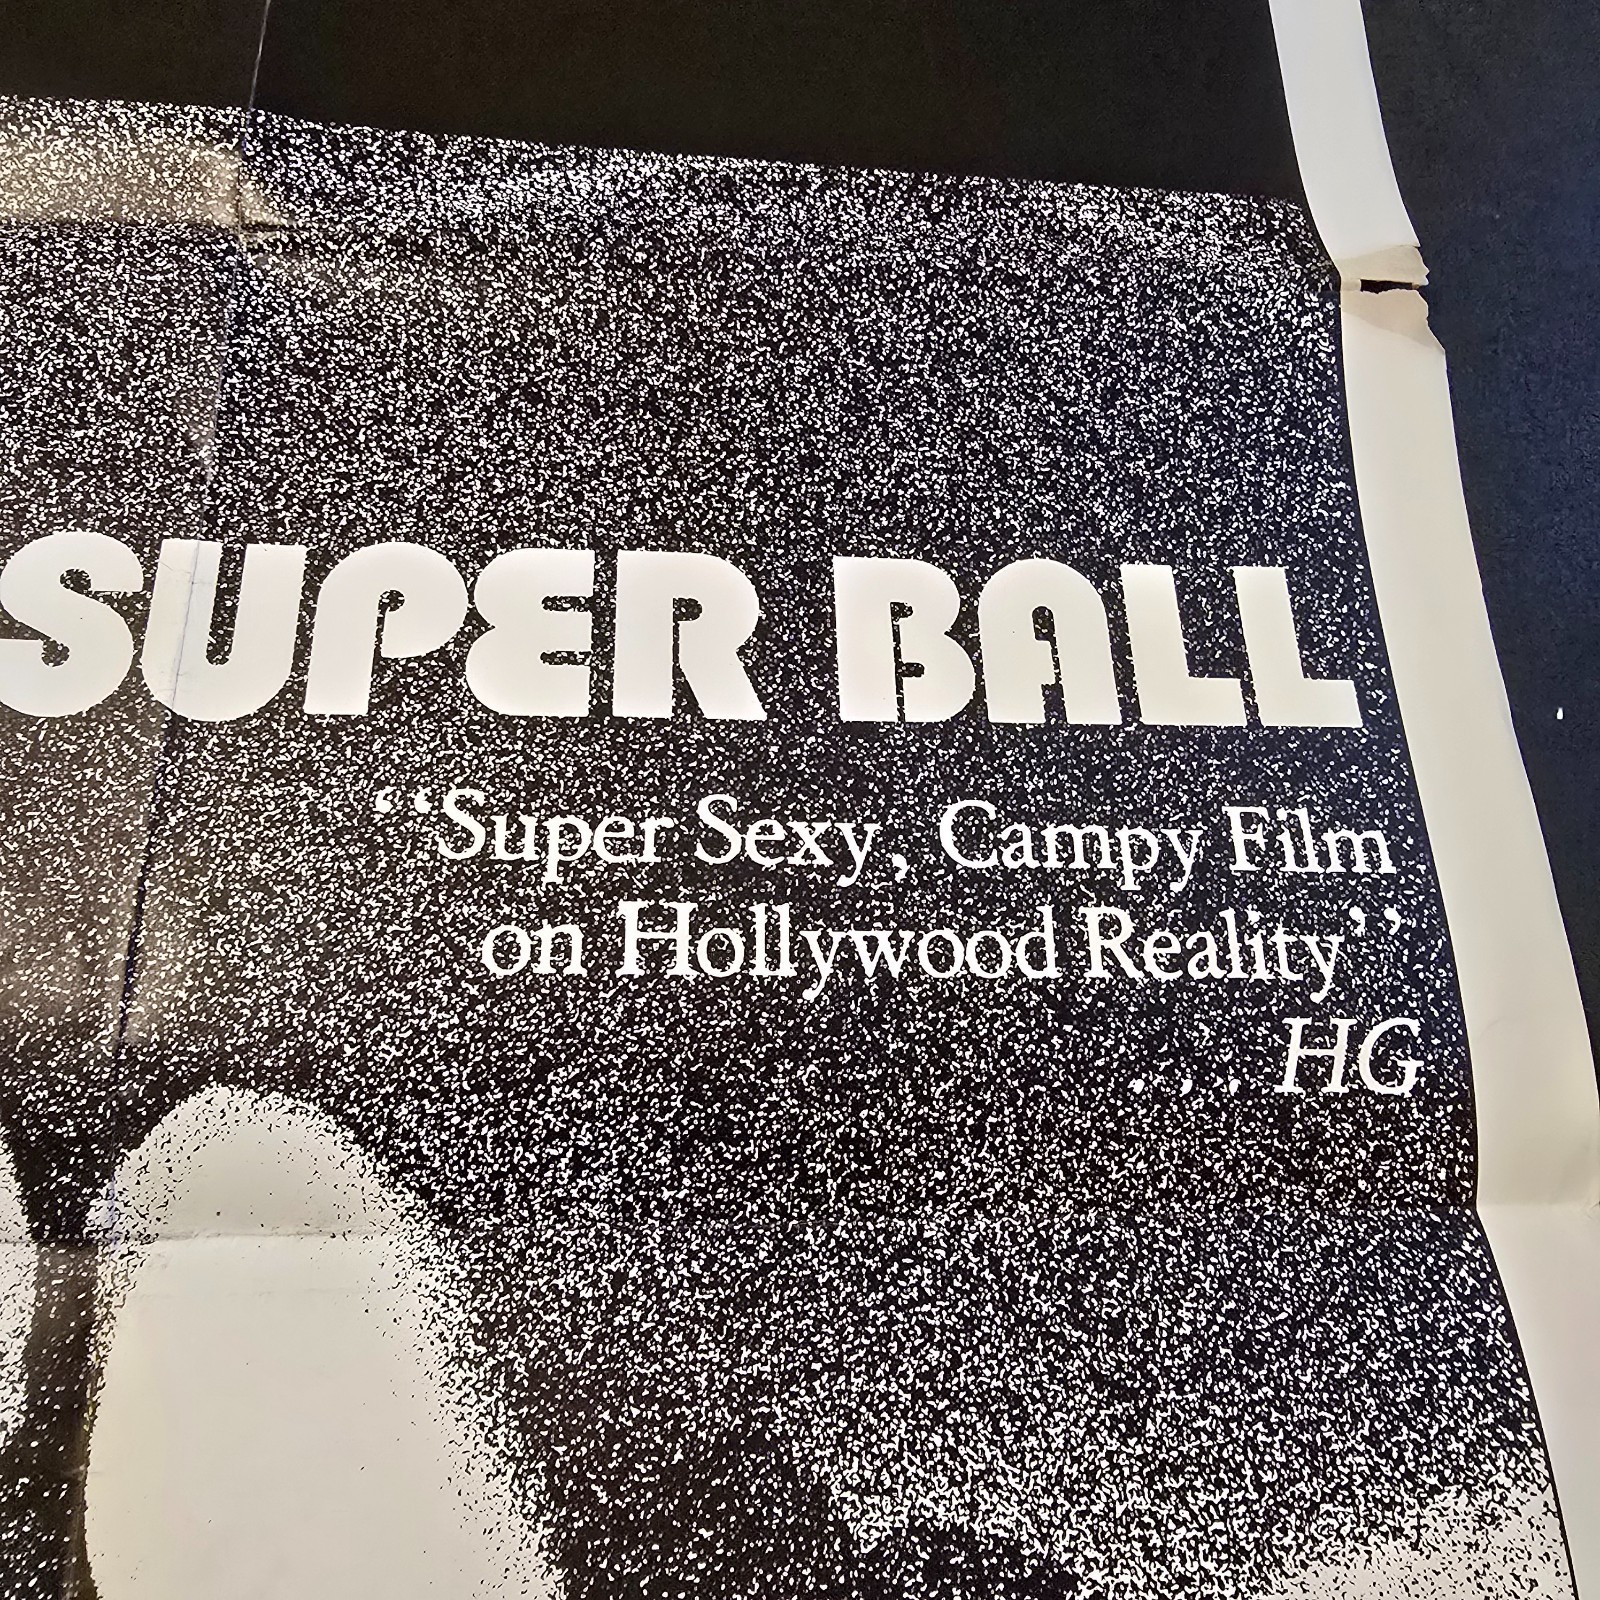 SUPER BALL
“Super Sexy, Campy Film
on Hollywood Reality”
. . . . HG